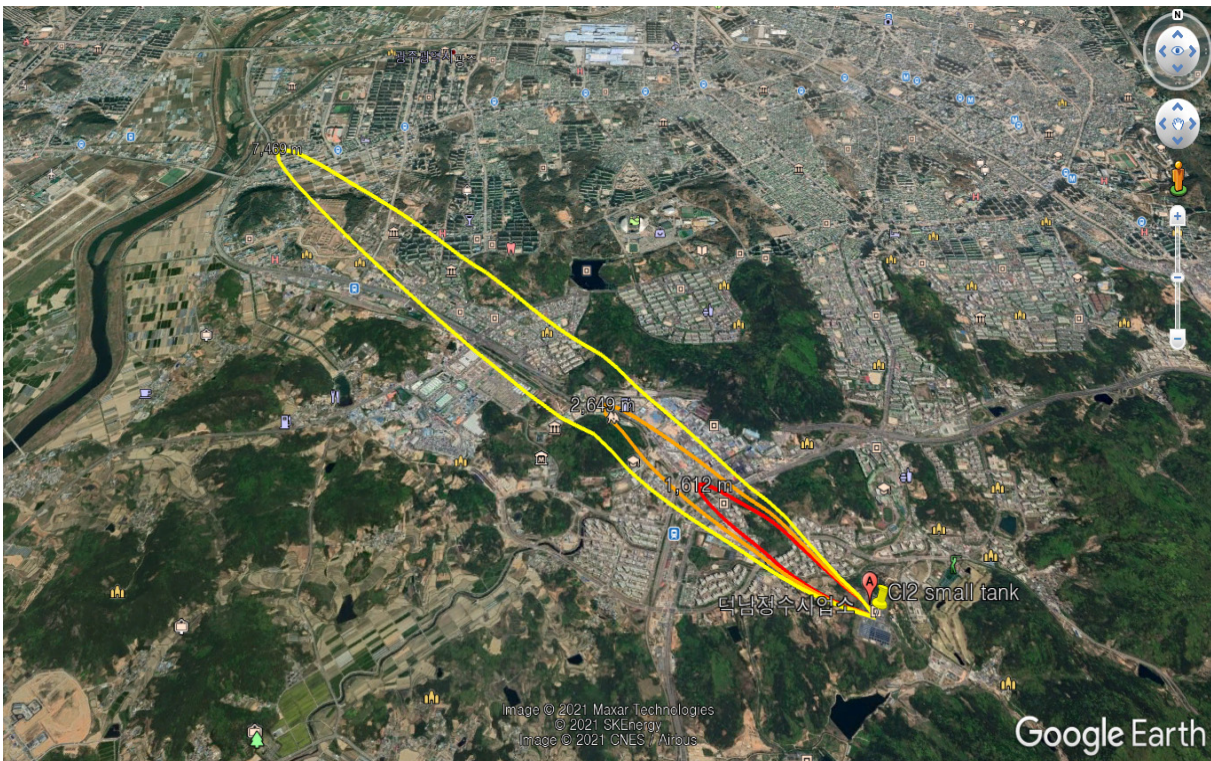 N
7,469 m
2,649 m
1,612 m
A
Cl2 small tank
덕남정수사업소
Image © 2021 Maxar Technologies
© 2021 SKEnergy
Image © 2021 CNES / Airbus
Google Earth